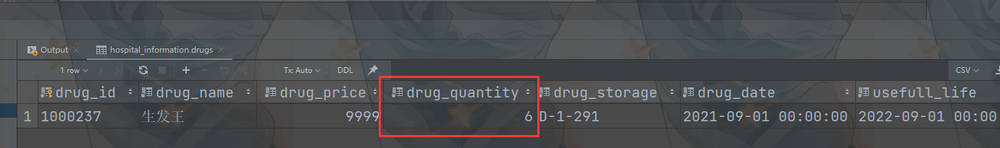 Output hospital_information.drugs
1 row Tx: Auto DDL CSV
drug_id drug_name drug_price drug_quantity drug_storage drug_date usefull_life
1 1000237 生发王 9999 6 D-1-291 2021-09-01 00:00:00 2022-09-01 00:00